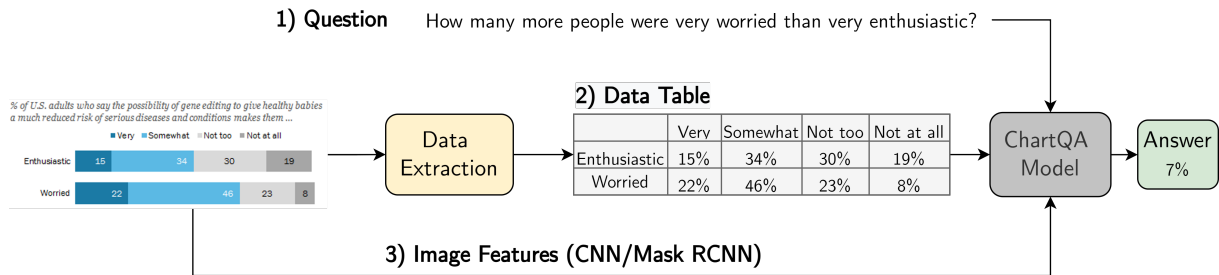 1) Question How many more people were very worried than very enthusiastic?
% of U.S. adults who say the possibility of gene editing to give healthy babies
a much reduced risk of serious diseases and conditions makes them ...
Very Somewhat Not too Not at all
Enthusiastic 15 34 30 19
Worried 22 46 23 8
Data
Extraction
2) Data Table
Very Somewhat Not too Not at all
Enthusiastic 15% 34% 30% 19%
Worried 22% 46% 23% 8%
ChartQA
Model
Answer
7%
3) Image Features (CNN/Mask RCNN)